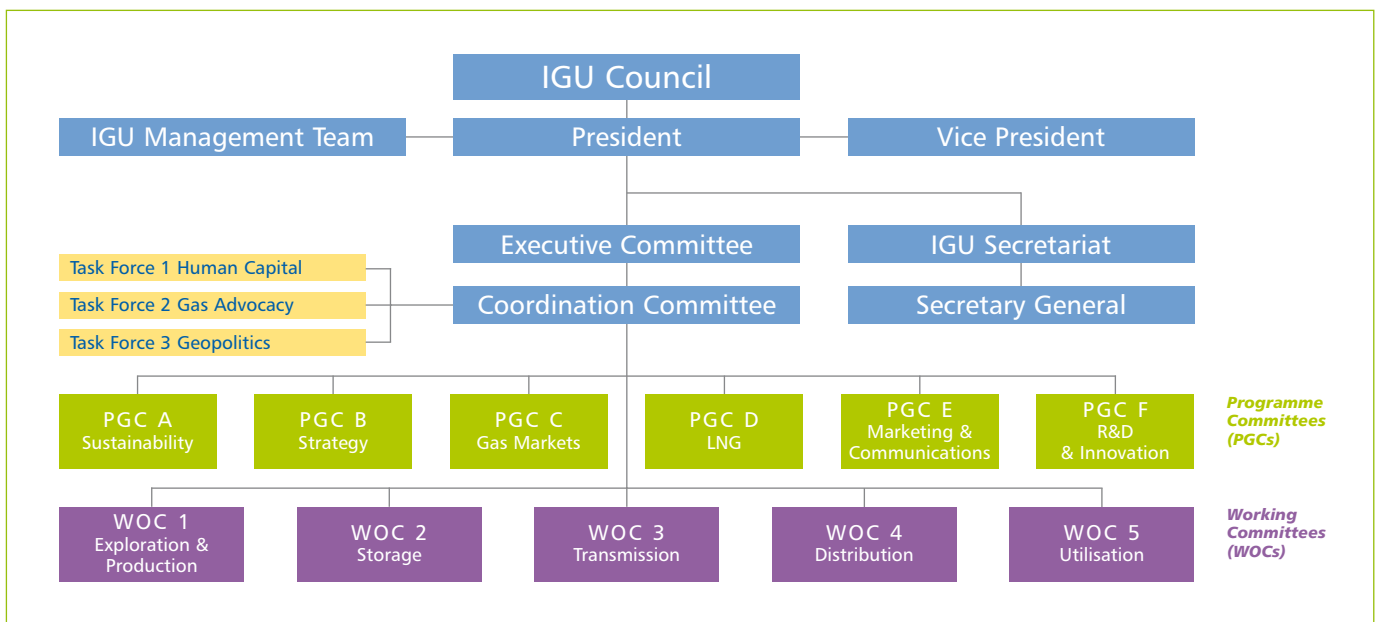 IGU Council
IGU Management Team
President
Vice President
Executive Committee
IGU Secretariat
Task Force 1 Human Capital
Task Force 2 Gas Advocacy
Task Force 3 Geopolitics
Coordination Committee
Secretary General
PGC A
Sustainability
PGC B
Strategy
PGC C
Gas Markets
PGC D
LNG
PGC E
Marketing &
Communications
PGC F
R&D
& Innovation
Programme
Committees
(PGCs)
WOC 1
Exploration &
Production
WOC 2
Storage
WOC 3
Transmission
WOC 4
Distribution
WOC 5
Utilisation
Working
Committees
(WOCs)